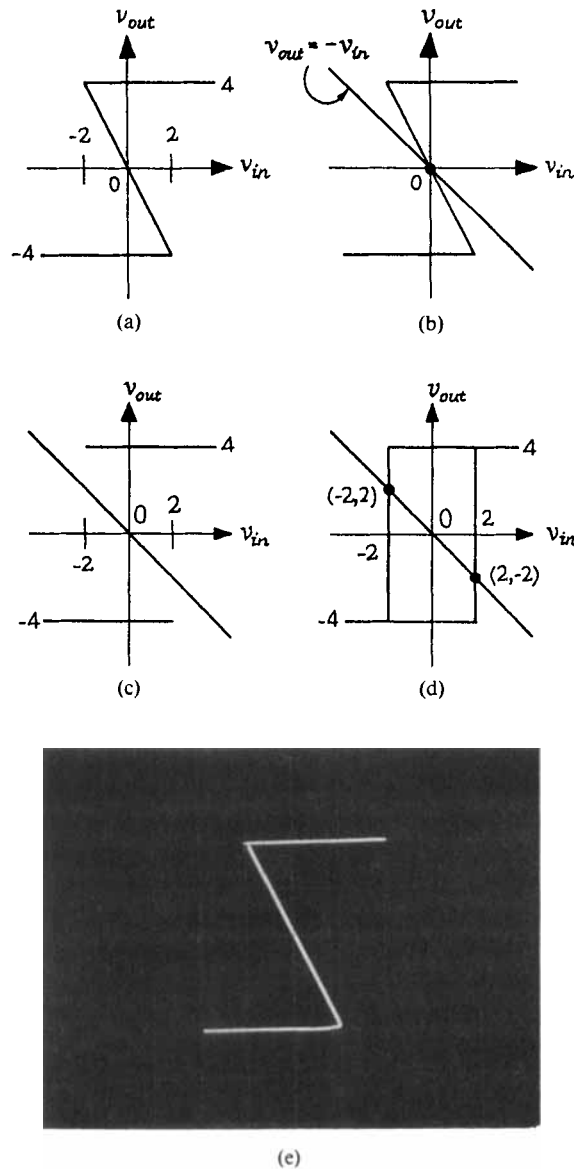 v_out v_out
v_out = -v_in
4
-2 2
0 v_in 0 v_in
-4
(a) (b)
v_out v_out
4 4
(-2,2)
0 2 0 2
v_in v_in
-2 -2 (2,-2)
-4 -4
(c) (d)
(e)